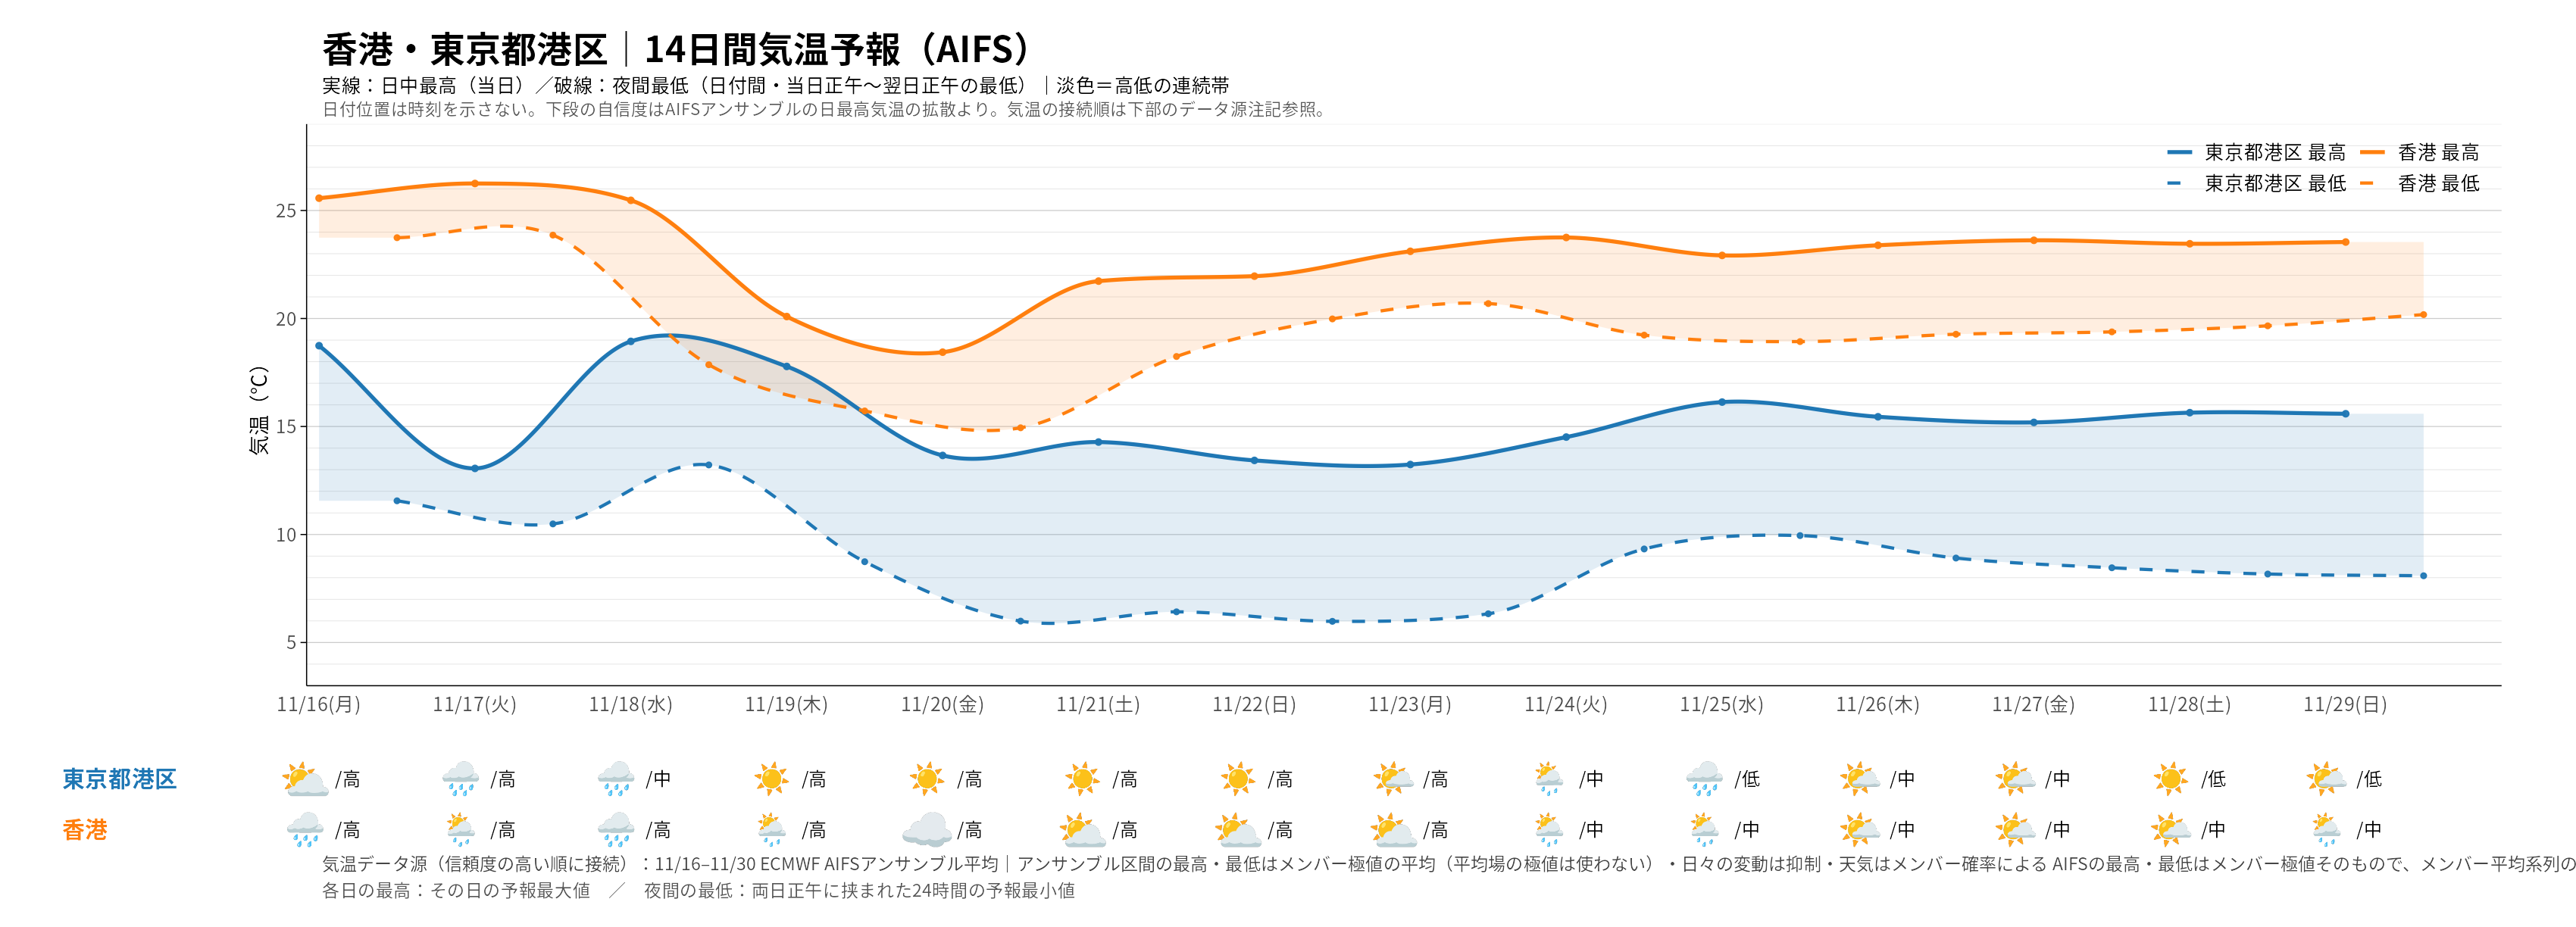 香港・東京都港区｜14日間気温予報（AIFS）
実線：日中最高（当日）／破線：夜間最低（日付間・当日正午～翌日正午の最低）｜淡色＝高低の連続帯
日付位置は時刻を示さない。下段の自信度はAIFSアンサンブルの日最高気温の拡散より。気温の接続順は下部のデータ源注記参照。
東京都港区 最高 香港 最高
東京都港区 最低 香港 最低
気温（°C）
25
20
15
10
5
11/16(月) 11/17(火) 11/18(水) 11/19(木) 11/20(金) 11/21(土) 11/22(日) 11/23(月) 11/24(火) 11/25(水) 11/26(木) 11/27(金) 11/28(土) 11/29(日)
東京都港区 /高 /高 /中 /高 /高 /高 /高 /高 /中 /低 /中 /中 /低 /低
香港 /高 /高 /高 /高 /高 /高 /高 /高 /中 /中 /中 /中 /中 /中
気温データ源（信頼度の高い順に接続）：11/16–11/30 ECMWF AIFSアンサンブル平均｜アンサンブル区間の最高・最低はメンバー極値の平均（平均場の極値は使わない）・日々の変動は抑制・天気はメンバー確率による AIFSの最高・最低はメンバー極値そのもので、メンバー平均系列の
各日の最高：その日の予報最大値　／　夜間の最低：両日正午に挟まれた24時間の予報最小値